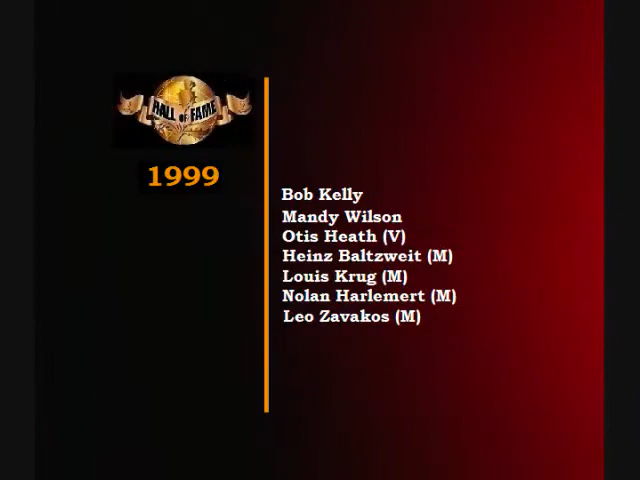 HALL OF FAME
1999
Bob Kelly
Mandy Wilson
Otis Heath (V)
Heinz Baltzweit (M)
Louis Krug (M)
Nolan Harlemert (M)
Leo Zavakos (M)